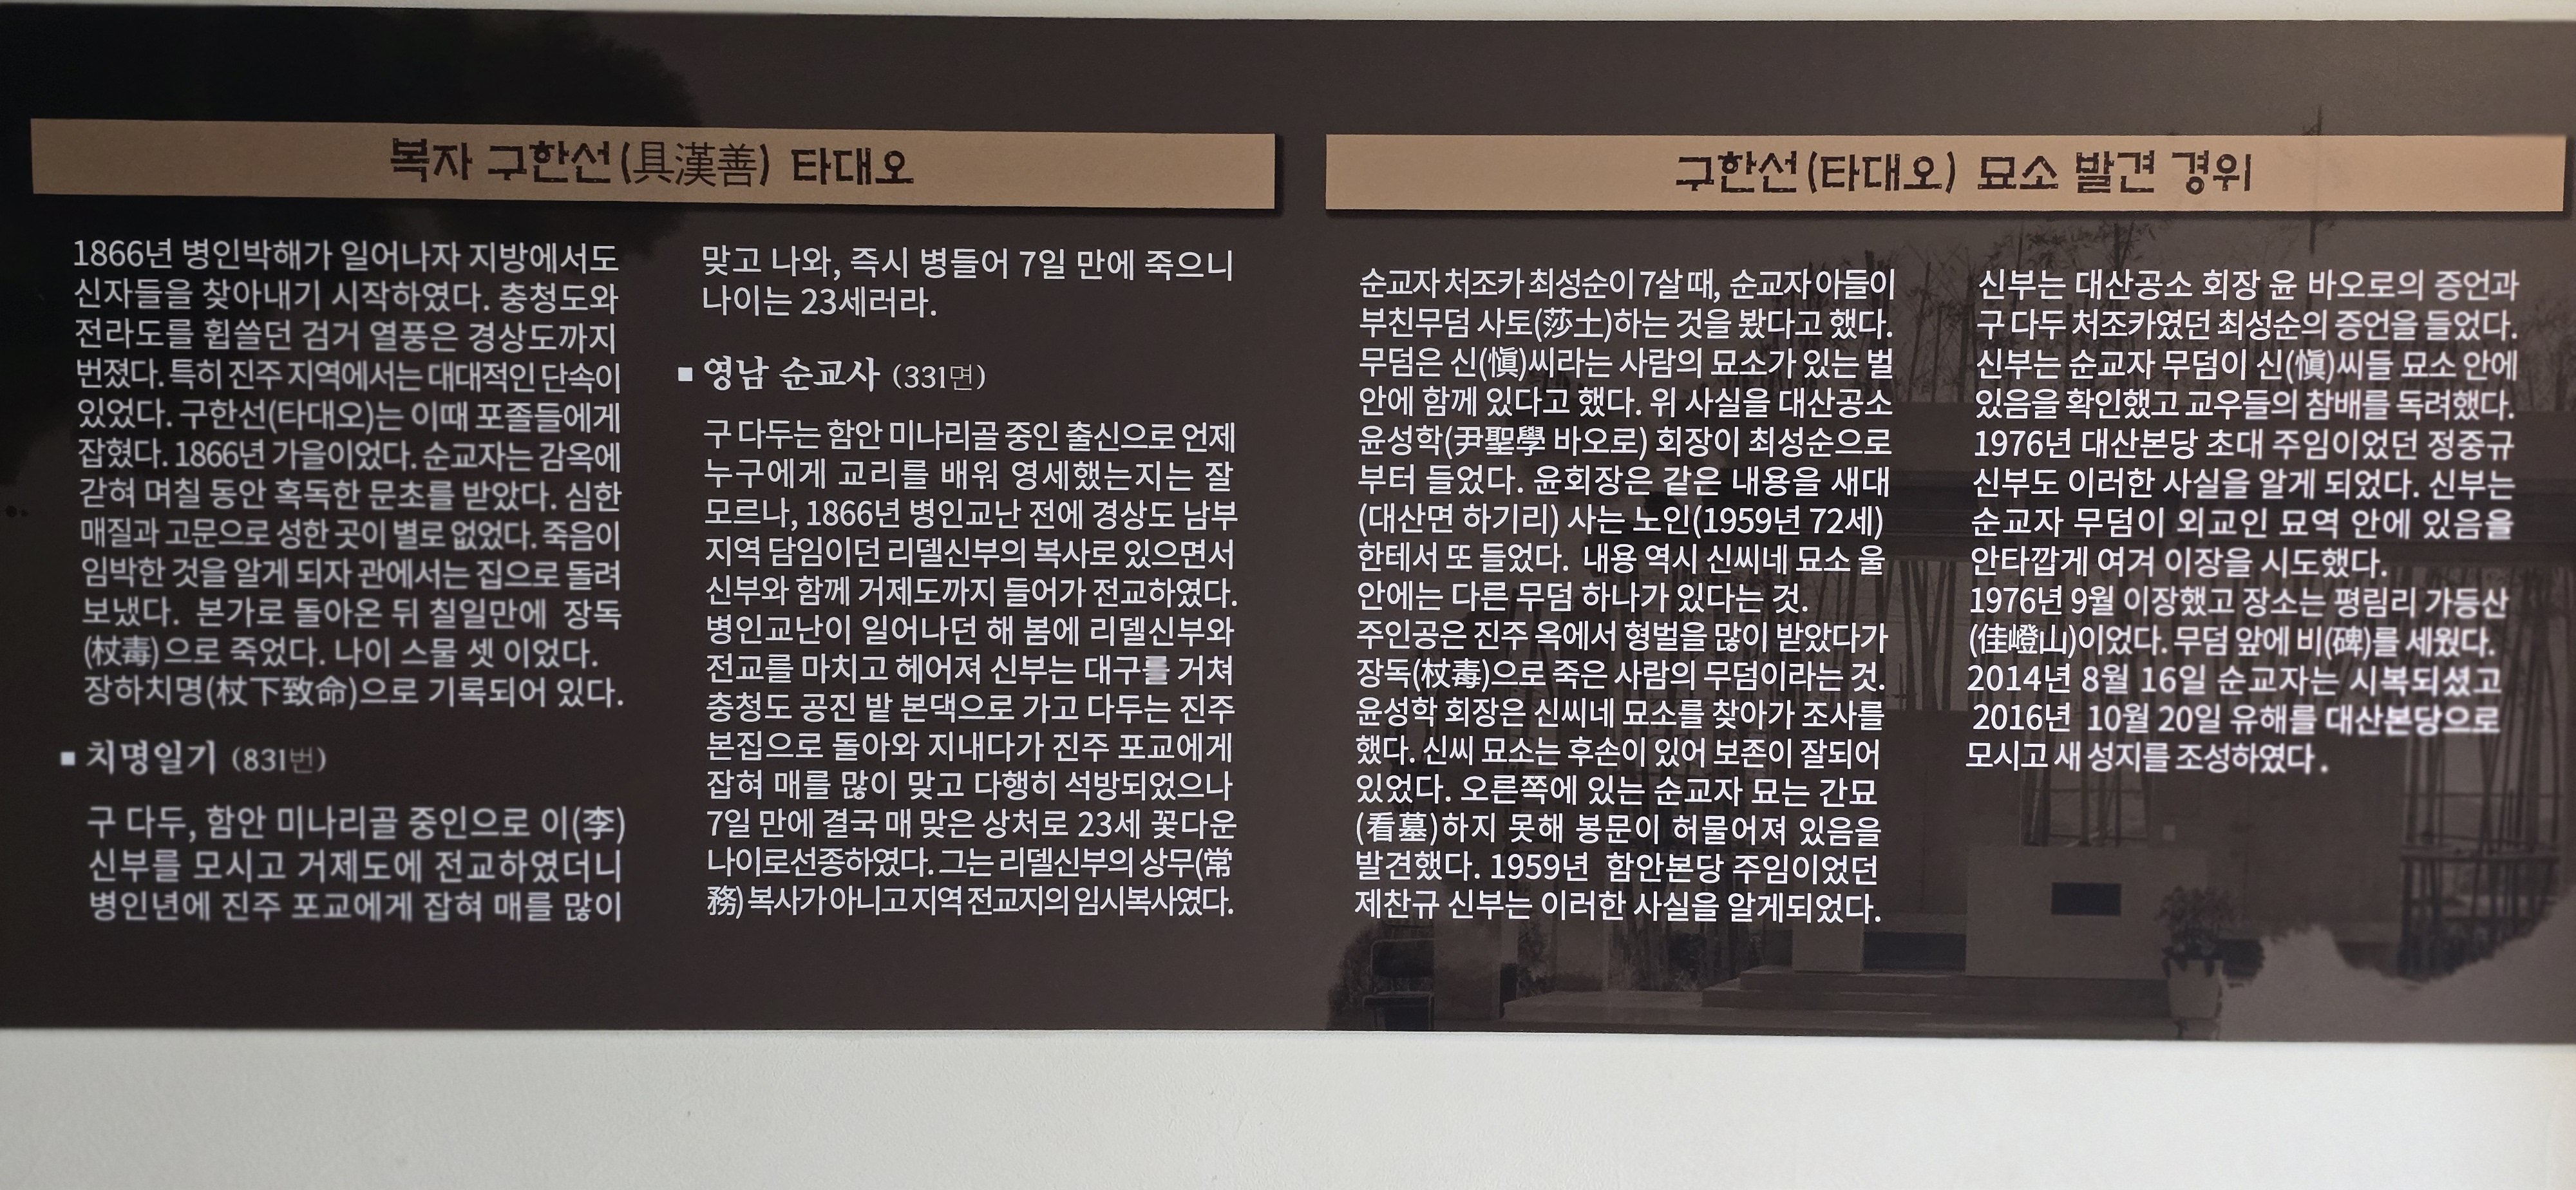 복자 구한선(具漢善) 타대오
1866년 병인박해가 일어나자 지방에서도
신자들을 찾아내기 시작하였다. 충청도와
전라도를 휩쓸던 검거 열풍은 경상도까지
번졌다. 특히 진주 지역에서는 대대적인 단속이
있었다. 구한선(타대오)는 이때 포졸들에게
잡혔다. 1866년 가을이었다. 순교자는 감옥에
갇혀 며칠 동안 혹독한 문초를 받았다. 심한
매질과 고문으로 성한 곳이 별로 없었다. 죽음이
임박한 것을 알게 되자 관에서는 집으로 돌려
보냈다. 본가로 돌아온 뒤 칠일만에 장독
(杖毒)으로 죽었다. 나이 스물 셋 이었다.
장하치명(杖下致命)으로 기록되어 있다.
■ 치명일기 (831번)
구 다두, 함안 미나리골 중인으로 이(李)
신부를 모시고 거제도에 전교하였더니
병인년에 진주 포교에게 잡혀 매를 많이
맞고 나와, 즉시 병들어 7일 만에 죽으니
나이는 23세러라.
■ 영남 순교사 (331면)
구 다두는 함안 미나리골 중인 출신으로 언제
누구에게 교리를 배워 영세했는지는 잘
모르나, 1866년 병인교난 전에 경상도 남부
지역 담임이던 리델신부의 복사로 있으면서
신부와 함께 거제도까지 들어가 전교하였다.
병인교난이 일어나던 해 봄에 리델신부와
전교를 마치고 헤어져 신부는 대구를 거쳐
충청도 공진 밭 본댁으로 가고 다두는 진주
본집으로 돌아와 지내다가 진주 포교에게
잡혀 매를 많이 맞고 다행히 석방되었으나
7일 만에 결국 매 맞은 상처로 23세 꽃다운
나이로선종하였다. 그는 리델신부의 상무(常
務) 복사가 아니고 지역 전교지의 임시복사였다.
구한선(타대오) 묘소 발견 경위
순교자 처조카 최성순이 7살 때, 순교자 아들이
부친무덤 사토(莎土)하는 것을 봤다고 했다.
무덤은 신(愼)씨라는 사람의 묘소가 있는 벌
안에 함께 있다고 했다. 위 사실을 대산공소
윤성학(尹聖學 바오로) 회장이 최성순으로
부터 들었다. 윤회장은 같은 내용을 새대
(대산면 하기리) 사는 노인(1959년 72세)
한테서 또 들었다. 내용 역시 신씨네 묘소 울
안에는 다른 무덤 하나가 있다는 것.
주인공은 진주 옥에서 형벌을 많이 받았다가
장독(杖毒)으로 죽은 사람의 무덤이라는 것.
윤성학 회장은 신씨네 묘소를 찾아가 조사를
했다. 신씨 묘소는 후손이 있어 보존이 잘되어
있었다. 오른쪽에 있는 순교자 묘는 간묘
(看墓)하지 못해 봉문이 허물어져 있음을
발견했다. 1959년 함안본당 주임이었던
제찬규 신부는 이러한 사실을 알게되었다.
신부는 대산공소 회장 윤 바오로의 증언과
구 다두 처조카였던 최성순의 증언을 들었다.
신부는 순교자 무덤이 신(愼)씨들 묘소 안에
있음을 확인했고 교우들의 참배를 독려했다.
1976년 대산본당 초대 주임이었던 정중규
신부도 이러한 사실을 알게 되었다. 신부는
순교자 무덤이 외교인 묘역 안에 있음을
안타깝게 여겨 이장을 시도했다.
1976년 9월 이장했고 장소는 평림리 가등산
(佳嶝山)이었다. 무덤 앞에 비(碑)를 세웠다.
2014년 8월 16일 순교자는 시복되셨고
2016년 10월 20일 유해를 대산본당으로
모시고 새 성지를 조성하였다.